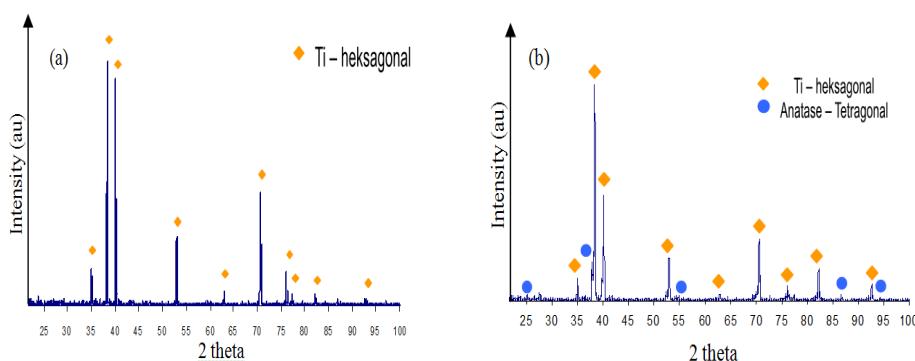 (a)
Ti – heksagonal
Intensity (au)
25 30 35 40 45 50 55 60 65 70 75 80 85 90 95 100
2 theta
(b)
Ti – heksagonal
Anatase – Tetragonal
Intensity (au)
25 30 35 40 45 50 55 60 65 70 75 80 85 90 95 100
2 theta